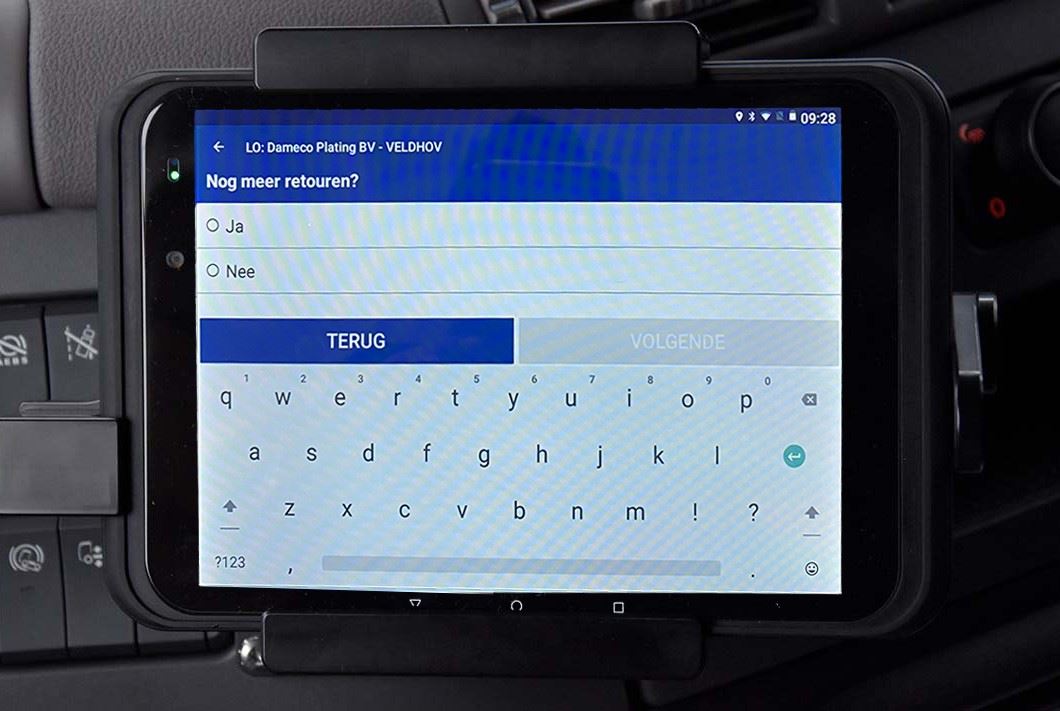 09:28
LO: Dameco Plating BV - VELDHOV
Nog meer retouren?
Ja
Nee
TERUG VOLGENDE
1 2 3 4 5 6 7 8 9 0
q w e r t y u i o p
a s d f g h j k l
z x c v b n m ! ?
?123 , .